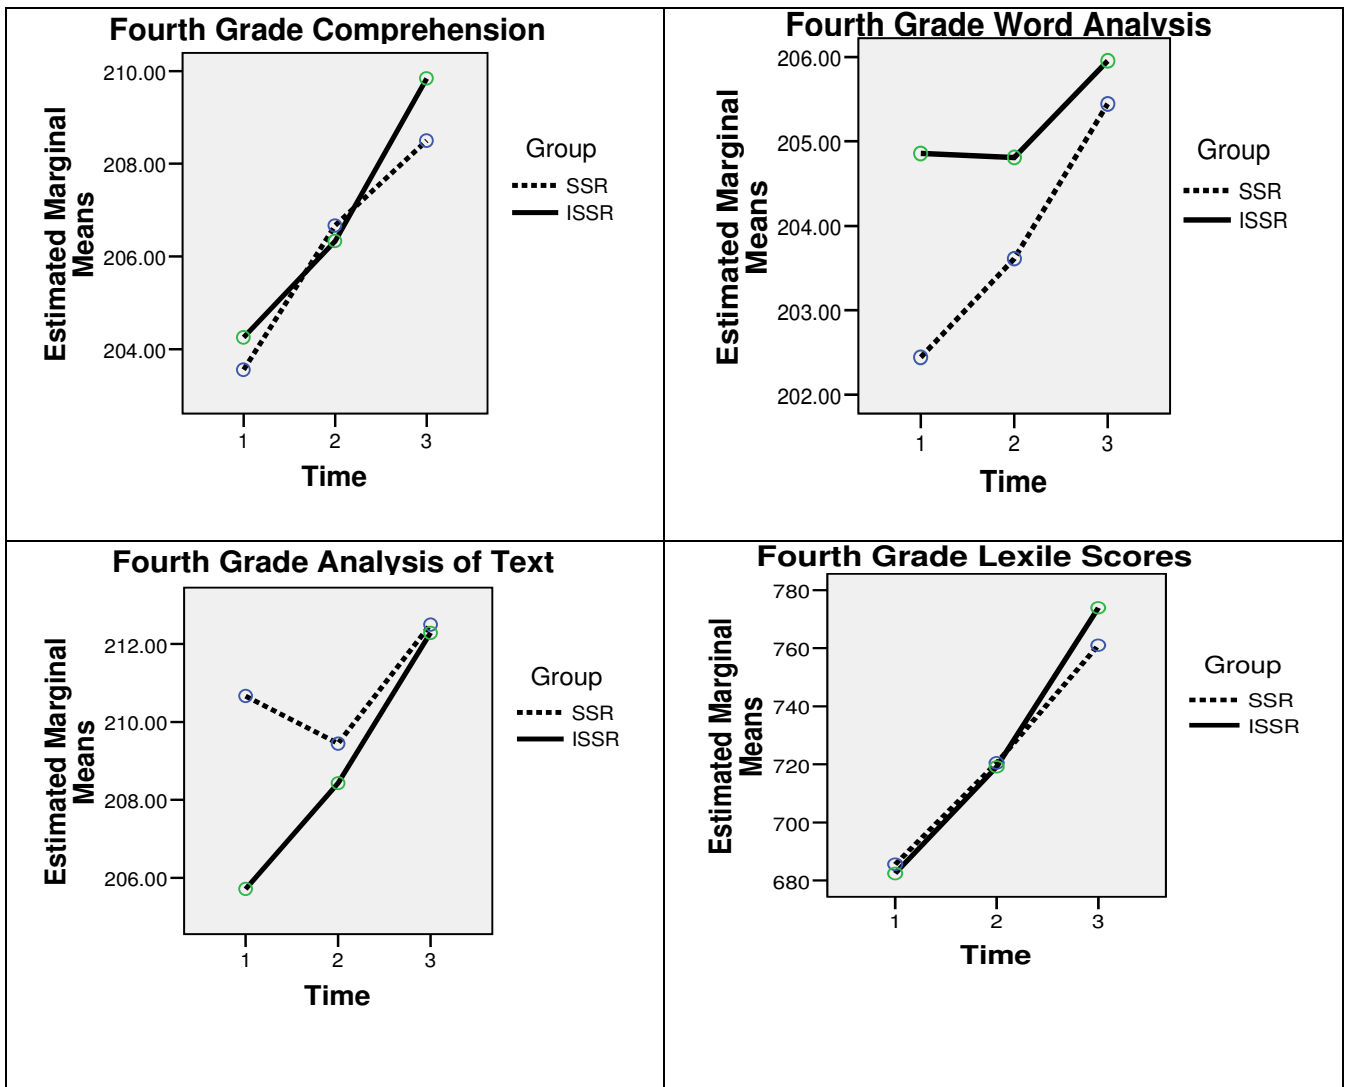 Fourth Grade Comprehension
210.00
208.00
206.00
204.00
Estimated Marginal
Means
1 2 3
Time
Group
SSR
ISSR
Fourth Grade Word Analysis
206.00
205.00
204.00
203.00
202.00
Estimated Marginal
Means
1 2 3
Time
Group
SSR
ISSR
Fourth Grade Analysis of Text
212.00
210.00
208.00
206.00
Estimated Marginal
Means
1 2 3
Time
Group
SSR
ISSR
Fourth Grade Lexile Scores
780
760
740
720
700
680
Estimated Marginal
Means
1 2 3
Time
Group
SSR
ISSR